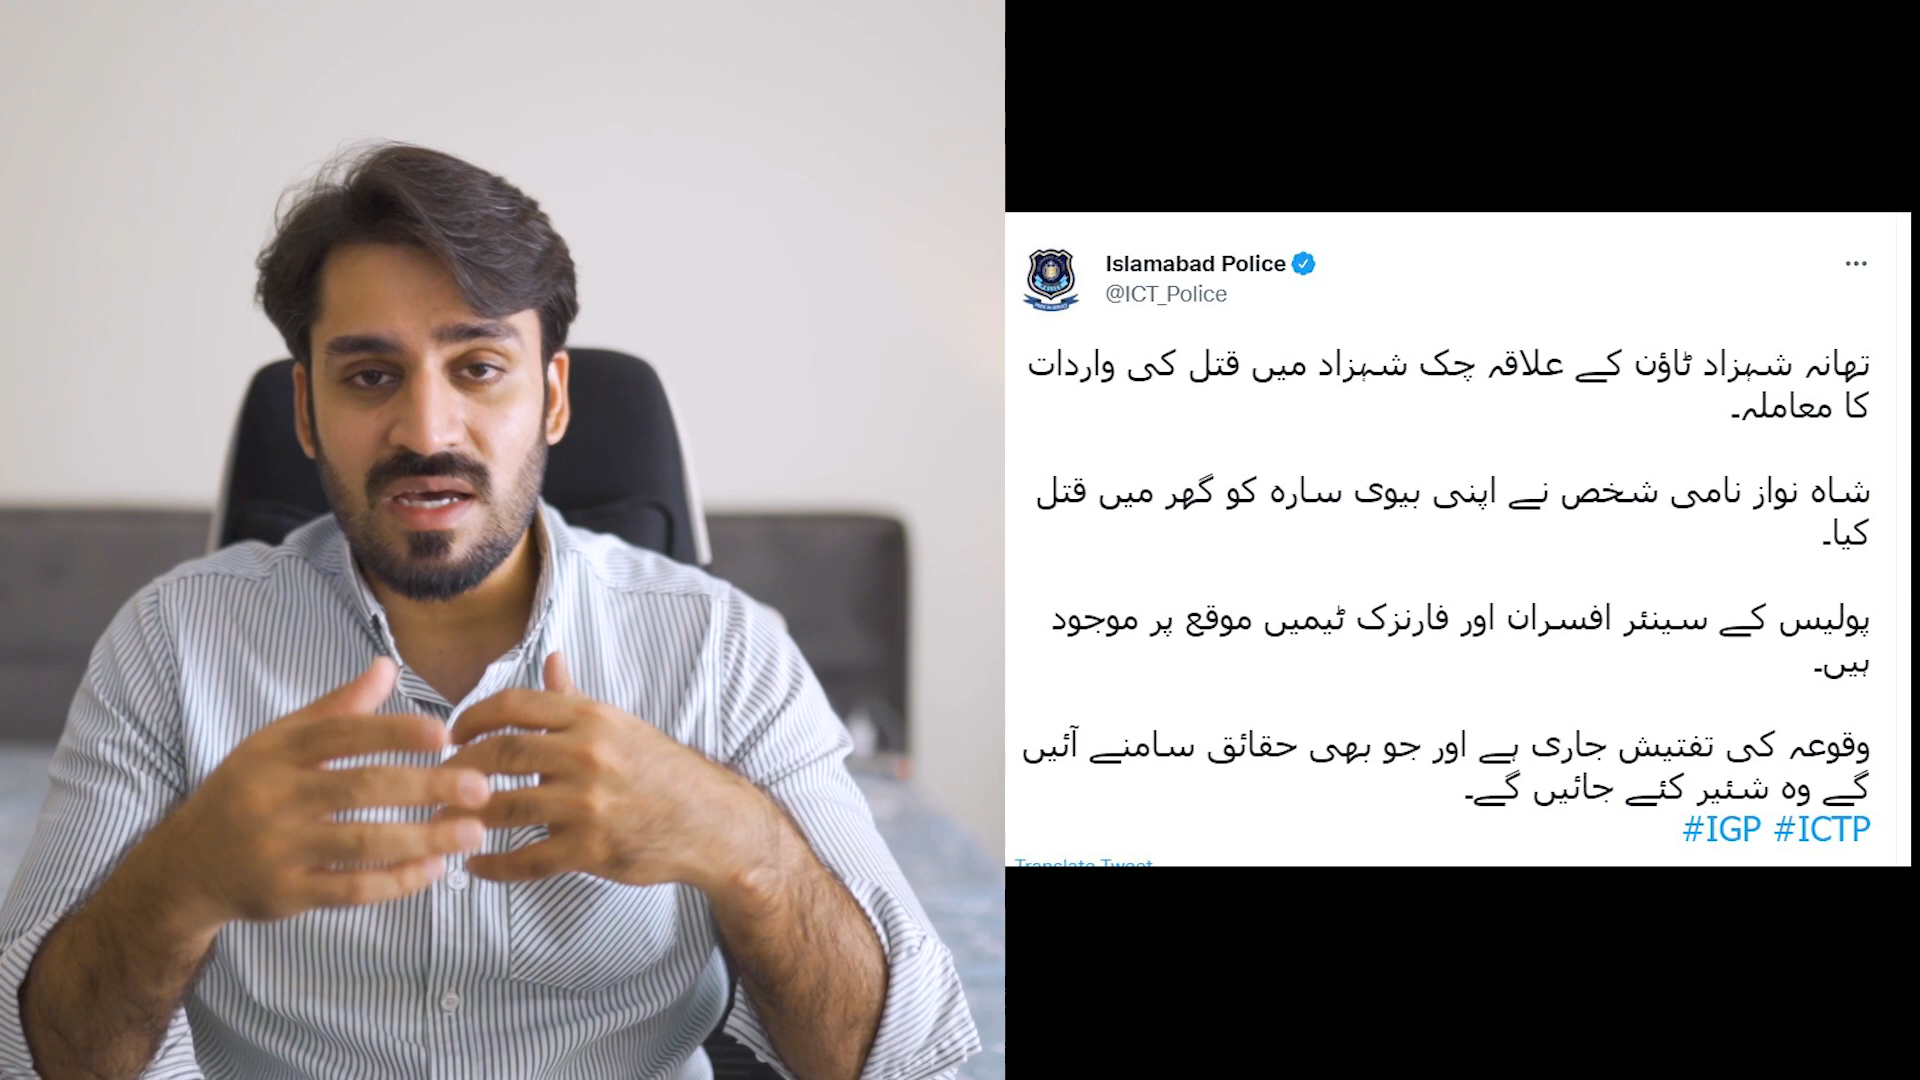 Islamabad Police
@ICT_Police
تھانہ شہزاد ٹاؤن کے علاقہ چک شہزاد میں قتل کی واردات
کا معاملہ۔
شاہ نواز نامی شخص نے اپنی بیوی سارہ کو گھر میں قتل
کیا۔
پولیس کے سینئر افسران اور فارنزک ٹیمیں موقع پر موجود
ہیں۔
وقوعہ کی تفتیش جاری ہے اور جو بھی حقائق سامنے آئیں
گے وہ شئیر کئے جائیں گے۔
#IGP #ICTP
Translate Tweet